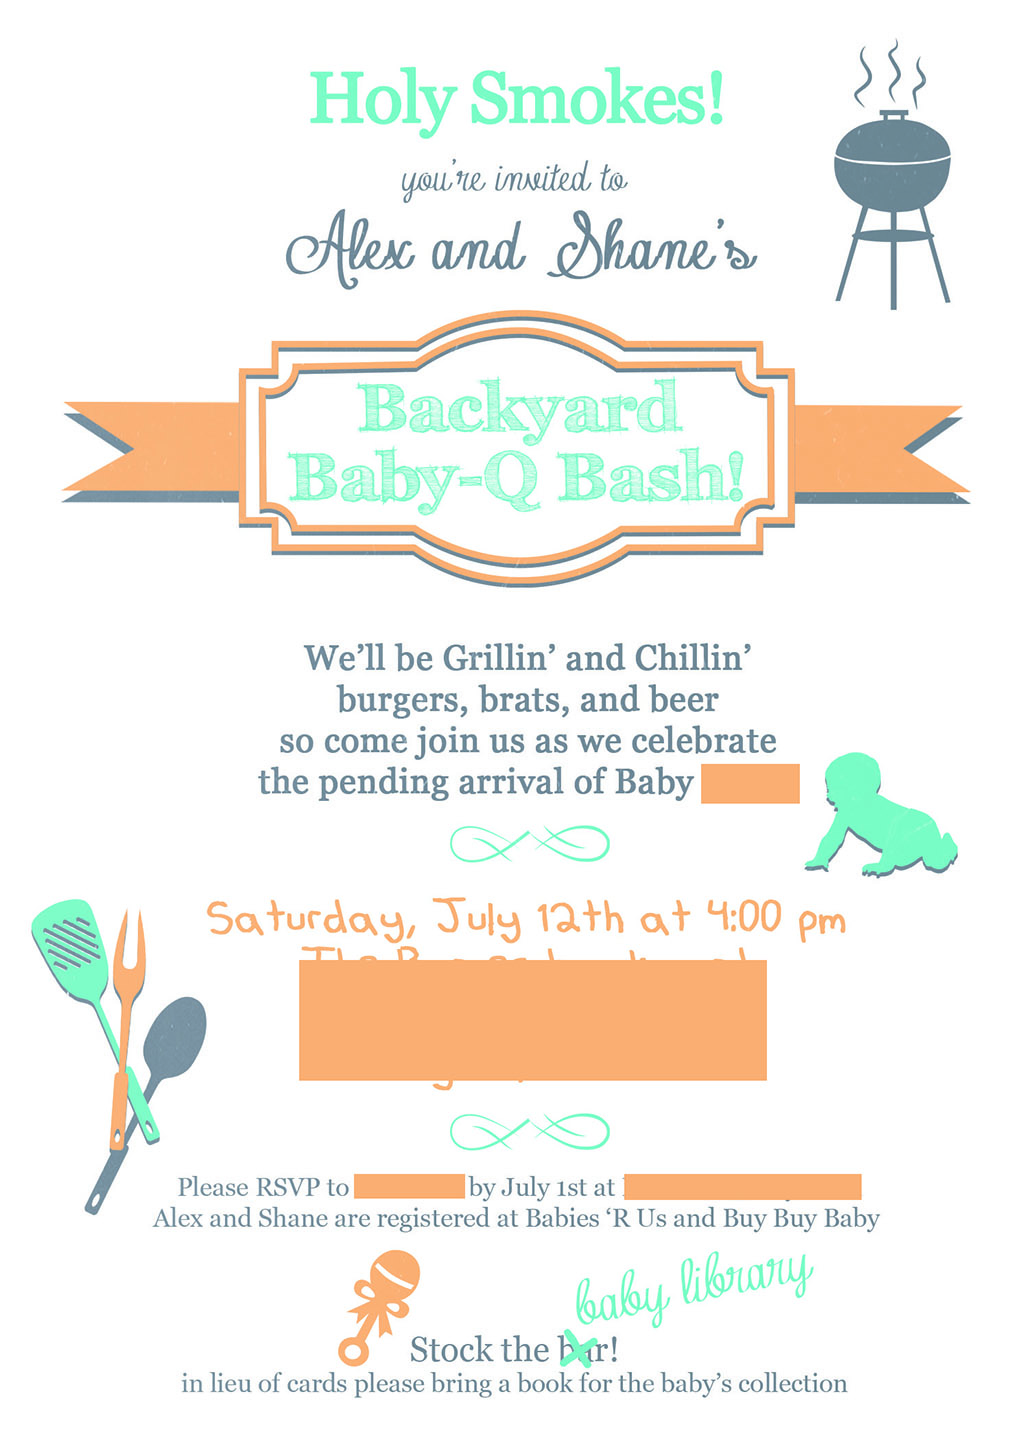 Holy Smokes!
you're invited to
Alex and Shane's
Backyard
Baby-Q Bash!
We'll be Grillin' and Chillin'
burgers, brats, and beer
so come join us as we celebrate
the pending arrival of Baby
Saturday, July 12th at 4:00 pm
Please RSVP to by July 1st at
Alex and Shane are registered at Babies 'R Us and Buy Buy Baby
baby library
Stock the bar!
in lieu of cards please bring a book for the baby's collection